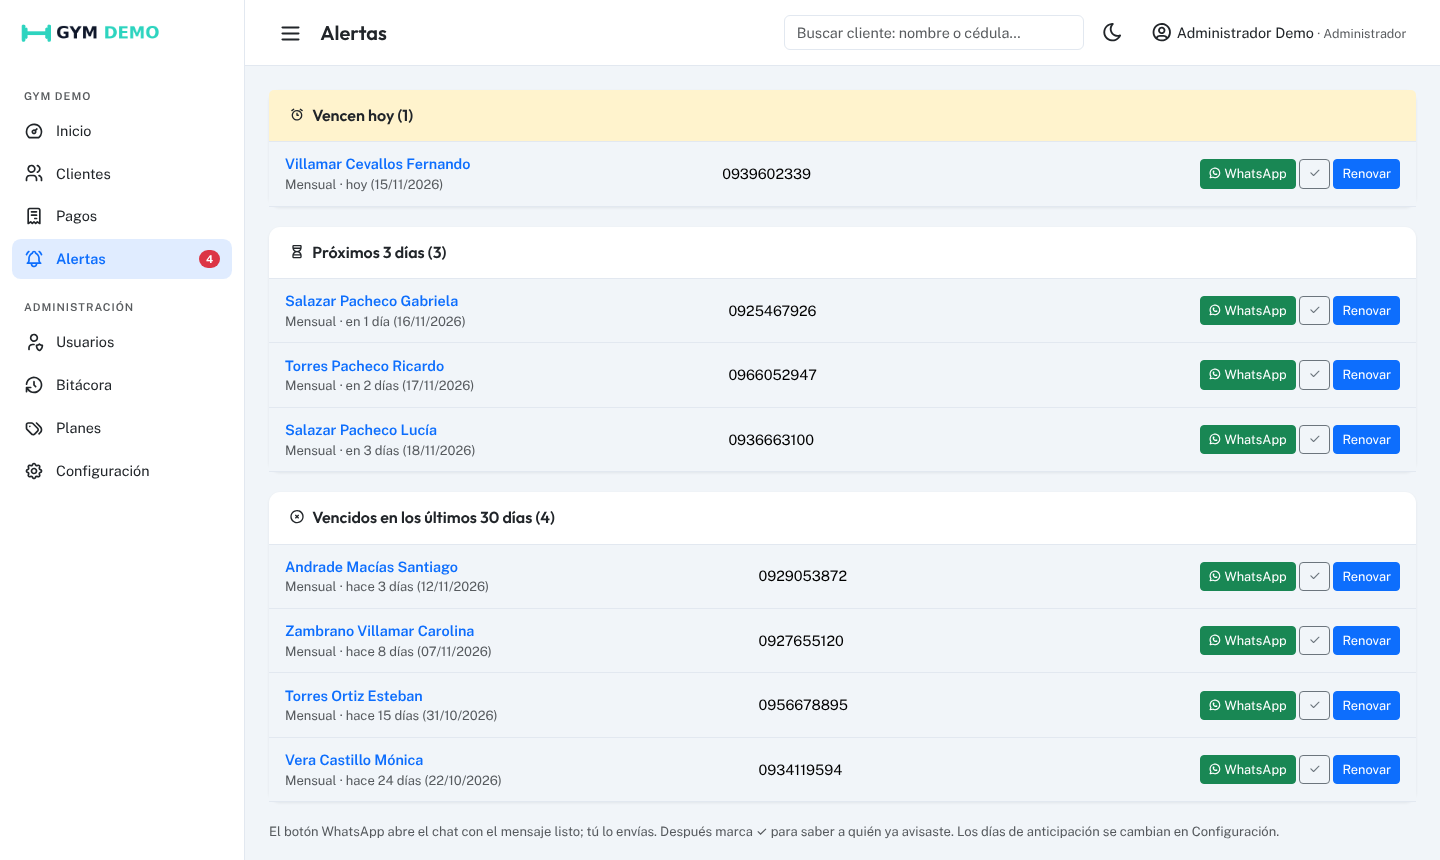 GYM DEMO
GYM DEMO
Inicio
Clientes
Pagos
Alertas 4
ADMINISTRACIÓN
Usuarios
Bitácora
Planes
Configuración
Alertas
Buscar cliente: nombre o cédula...
Administrador Demo · Administrador
Vencen hoy (1)
Villamar Cevallos Fernando
Mensual · hoy (15/11/2026)
0939602339
WhatsApp
Renovar
Próximos 3 días (3)
Salazar Pacheco Gabriela
Mensual · en 1 día (16/11/2026)
0925467926
WhatsApp
Renovar
Torres Pacheco Ricardo
Mensual · en 2 días (17/11/2026)
0966052947
WhatsApp
Renovar
Salazar Pacheco Lucía
Mensual · en 3 días (18/11/2026)
0936663100
WhatsApp
Renovar
Vencidos en los últimos 30 días (4)
Andrade Macías Santiago
Mensual · hace 3 días (12/11/2026)
0929053872
WhatsApp
Renovar
Zambrano Villamar Carolina
Mensual · hace 8 días (07/11/2026)
0927655120
WhatsApp
Renovar
Torres Ortiz Esteban
Mensual · hace 15 días (31/10/2026)
0956678895
WhatsApp
Renovar
Vera Castillo Mónica
Mensual · hace 24 días (22/10/2026)
0934119594
WhatsApp
Renovar
El botón WhatsApp abre el chat con el mensaje listo; tú lo envías. Después marca ✓ para saber a quién ya avisaste. Los días de anticipación se cambian en Configuración.